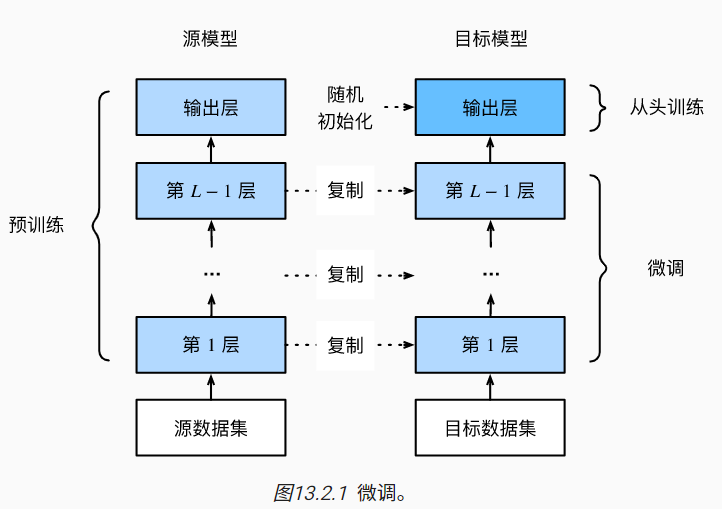 源模型
目标模型
输出层
随机
初始化
输出层
从头训练
第 L − 1 层
复制
第 L − 1 层
预训练
...
复制
...
微调
第 1 层
复制
第 1 层
源数据集
目标数据集
图13.2.1 微调。